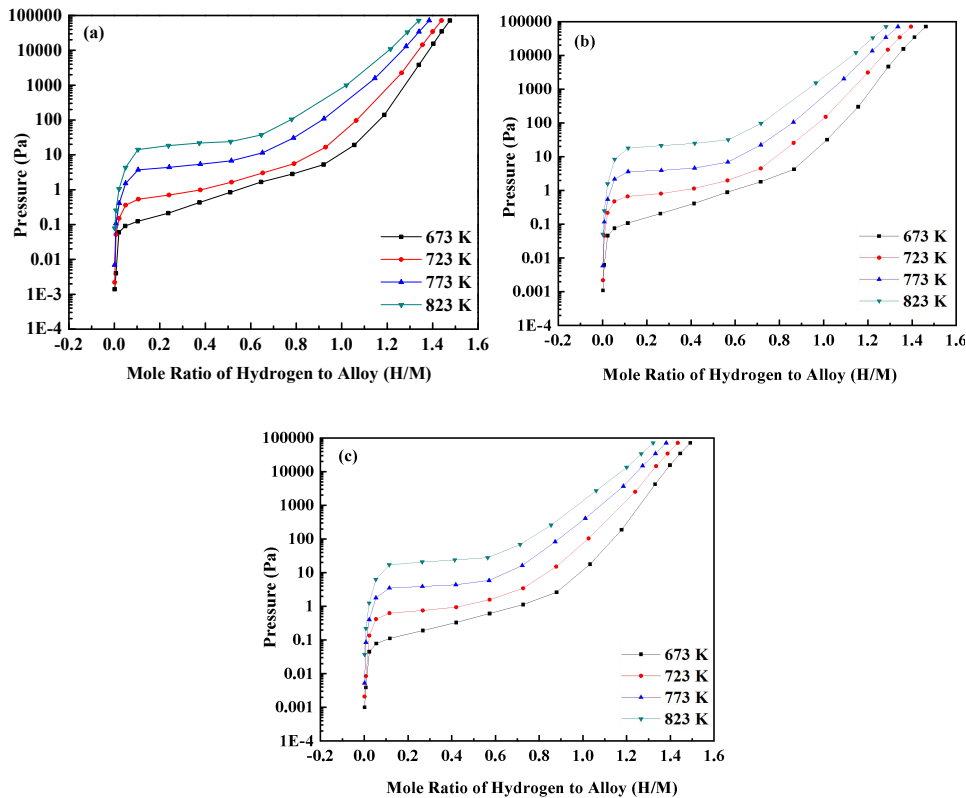 (a)
100000
10000
1000
100
10
1
0.1
0.01
1E-3
1E-4
Pressure (Pa)
673 K
723 K
773 K
823 K
-0.2 0.0 0.2 0.4 0.6 0.8 1.0 1.2 1.4 1.6
Mole Ratio of Hydrogen to Alloy (H/M)
(b)
100000
10000
1000
100
10
1
0.1
0.01
0.001
1E-4
Pressure (Pa)
673 K
723 K
773 K
823 K
-0.2 0.0 0.2 0.4 0.6 0.8 1.0 1.2 1.4 1.6
Mole Ratio of Hydrogen to Alloy (H/M)
(c)
100000
10000
1000
100
10
1
0.1
0.01
0.001
1E-4
Pressure (Pa)
673 K
723 K
773 K
823 K
-0.2 0.0 0.2 0.4 0.6 0.8 1.0 1.2 1.4 1.6
Mole Ratio of Hydrogen to Alloy (H/M)